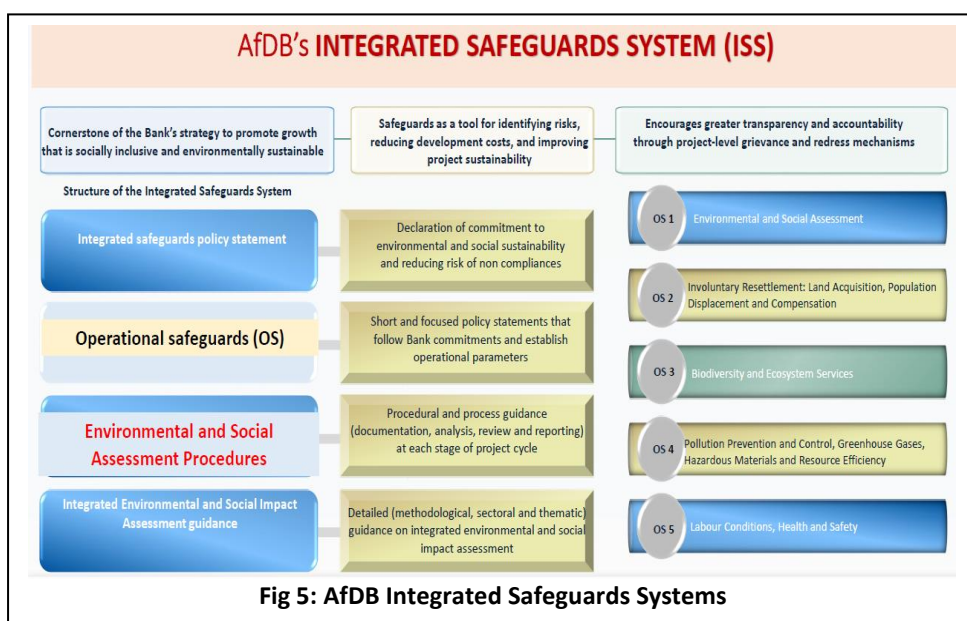 AfDB's INTEGRATED SAFEGUARDS SYSTEM (ISS)
Cornerstone of the Bank's strategy to promote growth
that is socially inclusive and environmentally sustainable
Safeguards as a tool for identifying risks,
reducing development costs, and improving
project sustainability
Encourages greater transparency and accountability
through project-level grievance and redress mechanisms
Structure of the Integrated Safeguards System
Integrated safeguards policy statement
Declaration of commitment to
environmental and social sustainability
and reducing risk of non compliances
Operational safeguards (OS)
Short and focused policy statements that
follow Bank commitments and establish
operational parameters
Environmental and Social
Assessment Procedures
Procedural and process guidance
(documentation, analysis, review and reporting)
at each stage of project cycle
Integrated Environmental and Social Impact
Assessment guidance
Detailed (methodological, sectoral and thematic)
guidance on integrated environmental and social
impact assessment
OS 1
Environmental and Social Assessment
OS 2
Involuntary Resettlement: Land Acquisition, Population
Displacement and Compensation
OS 3
Biodiversity and Ecosystem Services
OS 4
Pollution Prevention and Control, Greenhouse Gases,
Hazardous Materials and Resource Efficiency
OS 5
Labour Conditions, Health and Safety
Fig 5: AfDB Integrated Safeguards Systems